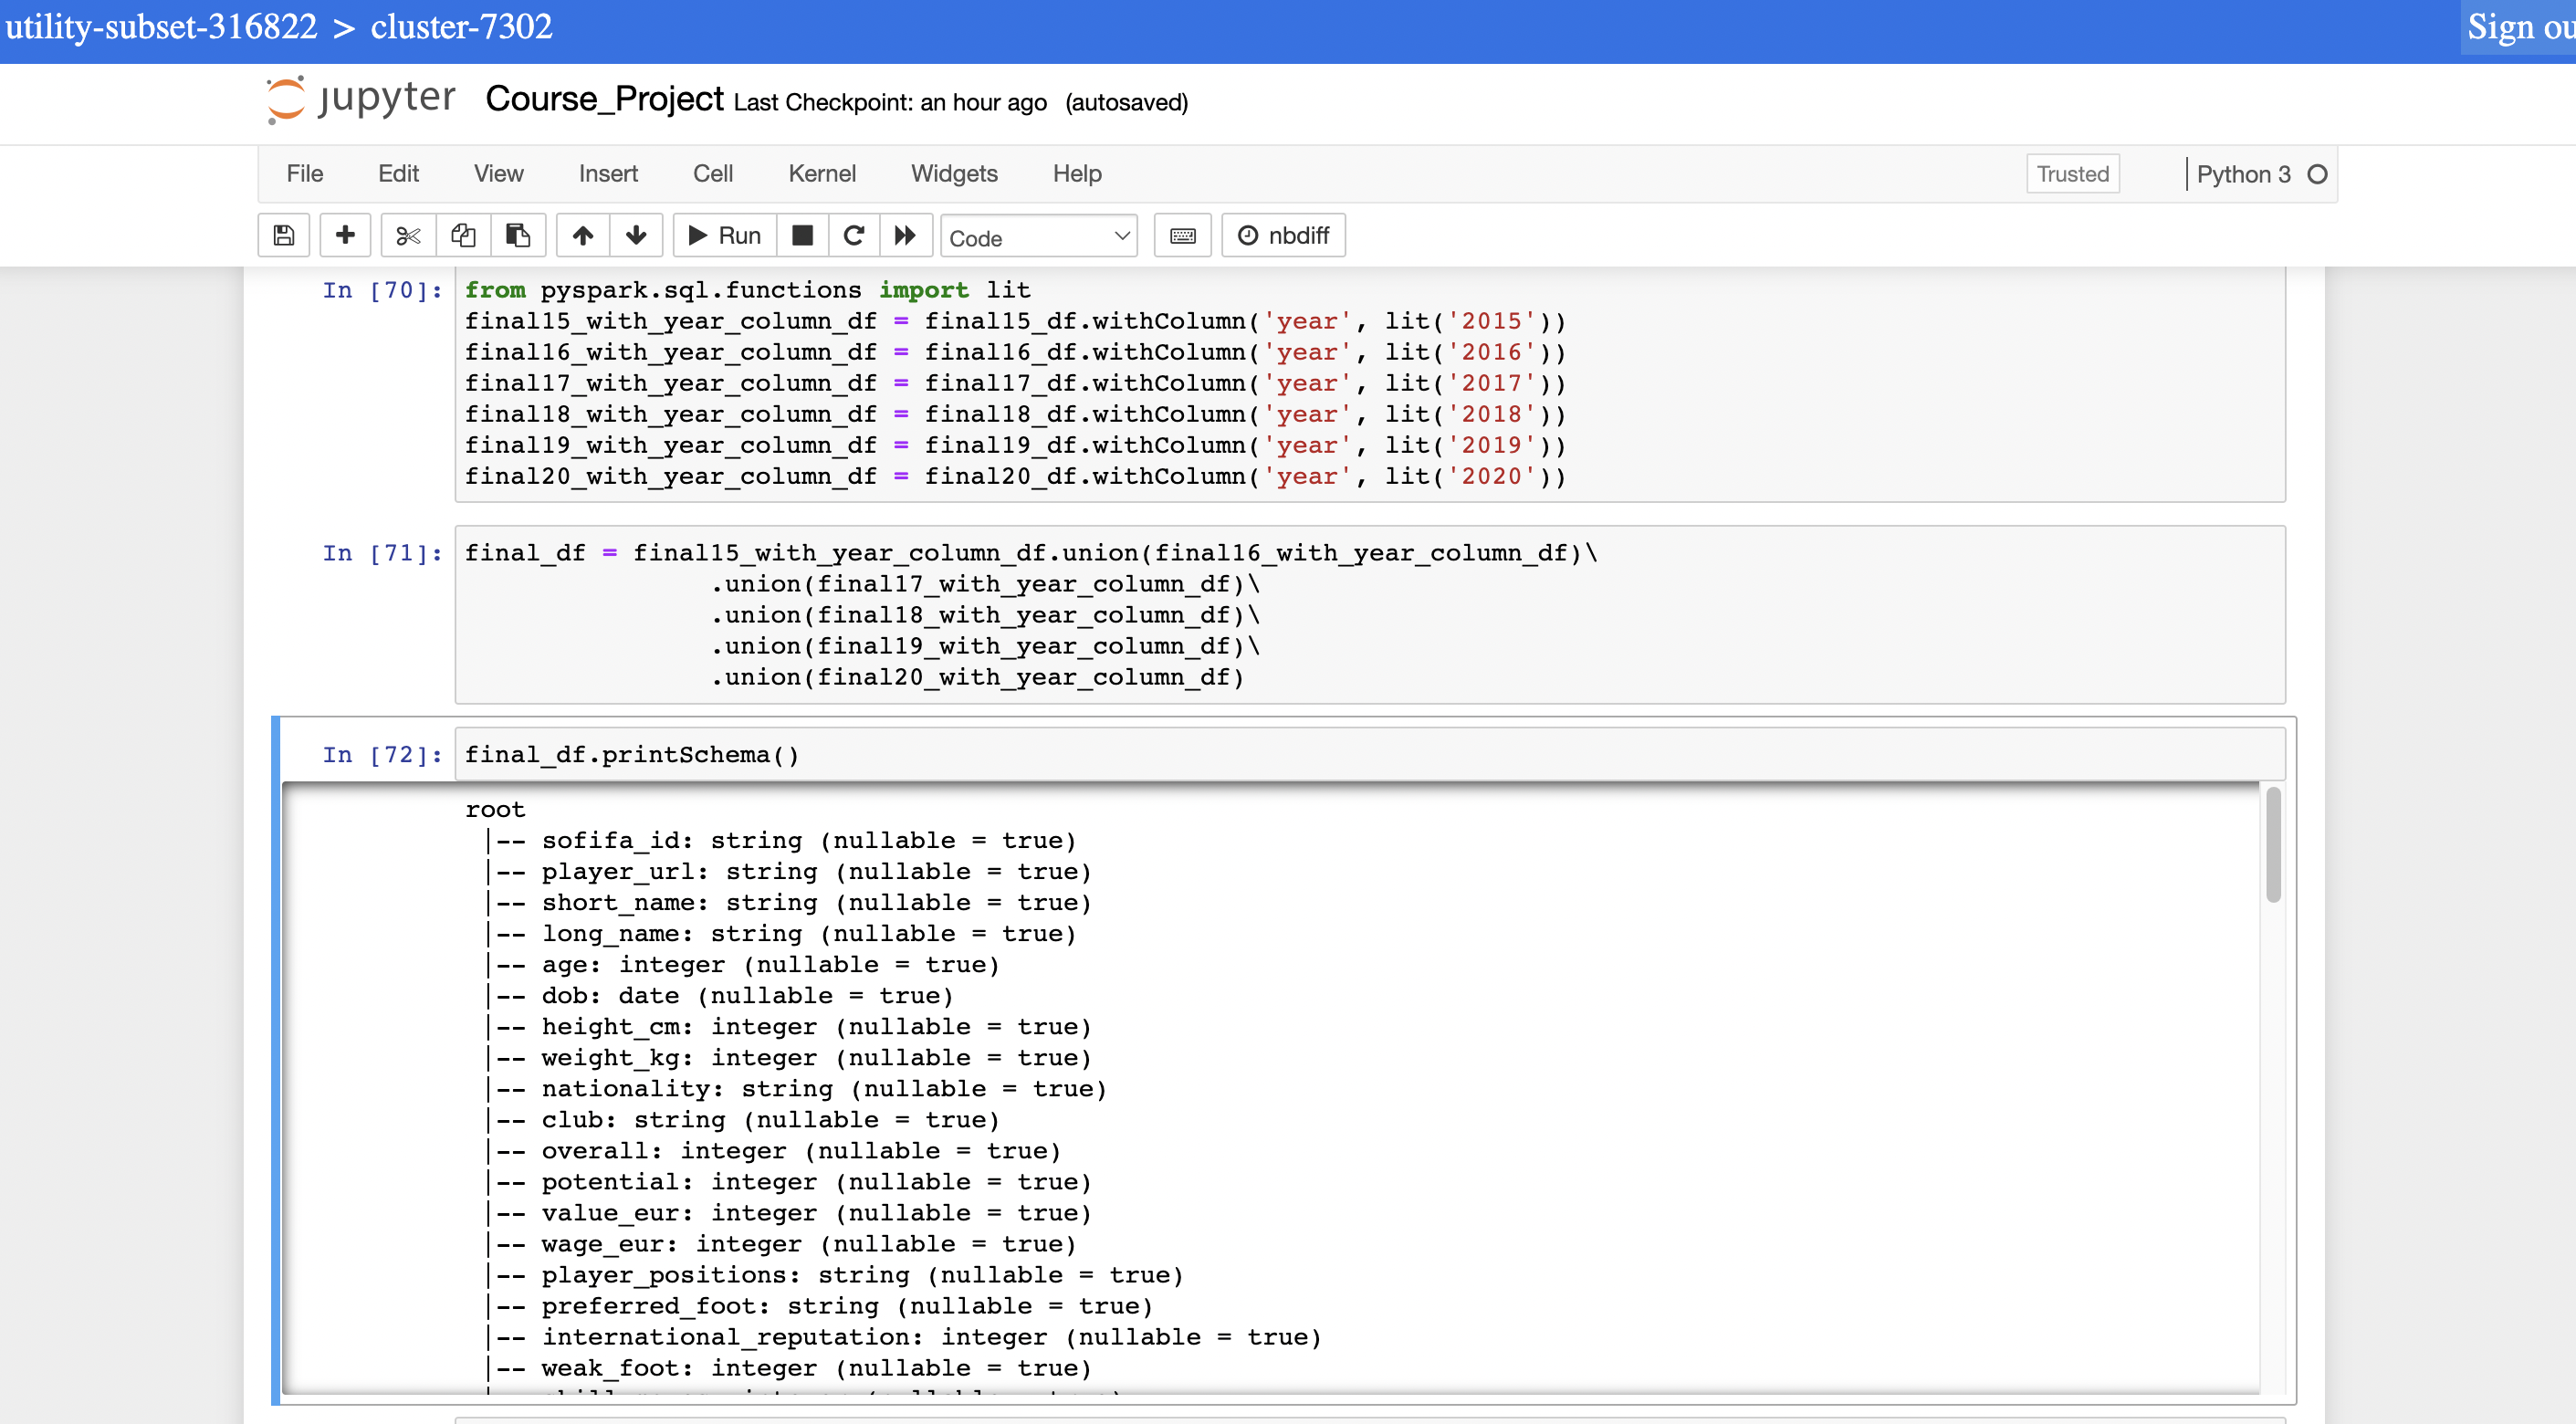 utility-subset-316822 > cluster-7302
Sign ou
jupyter Course_Project Last Checkpoint: an hour ago (autosaved)
File Edit View Insert Cell Kernel Widgets Help Trusted Python 3
Run Code nbdiff
In [70]: from pyspark.sql.functions import lit
final15_with_year_column_df = final15_df.withColumn('year', lit('2015'))
final16_with_year_column_df = final16_df.withColumn('year', lit('2016'))
final17_with_year_column_df = final17_df.withColumn('year', lit('2017'))
final18_with_year_column_df = final18_df.withColumn('year', lit('2018'))
final19_with_year_column_df = final19_df.withColumn('year', lit('2019'))
final20_with_year_column_df = final20_df.withColumn('year', lit('2020'))
In [71]: final_df = final15_with_year_column_df.union(final16_with_year_column_df)\
.union(final17_with_year_column_df)\
.union(final18_with_year_column_df)\
.union(final19_with_year_column_df)\
.union(final20_with_year_column_df)
In [72]: final_df.printSchema()
root
|-- sofifa_id: string (nullable = true)
|-- player_url: string (nullable = true)
|-- short_name: string (nullable = true)
|-- long_name: string (nullable = true)
|-- age: integer (nullable = true)
|-- dob: date (nullable = true)
|-- height_cm: integer (nullable = true)
|-- weight_kg: integer (nullable = true)
|-- nationality: string (nullable = true)
|-- club: string (nullable = true)
|-- overall: integer (nullable = true)
|-- potential: integer (nullable = true)
|-- value_eur: integer (nullable = true)
|-- wage_eur: integer (nullable = true)
|-- player_positions: string (nullable = true)
|-- preferred_foot: string (nullable = true)
|-- international_reputation: integer (nullable = true)
|-- weak_foot: integer (nullable = true)